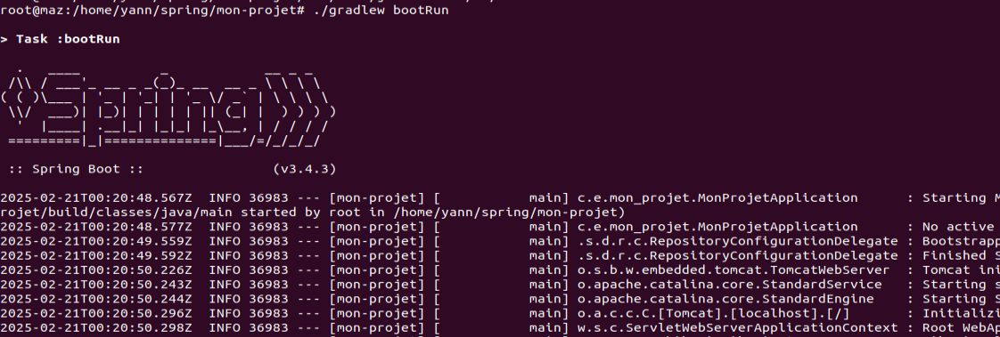 root@maz:/home/yann/spring/mon-projet# ./gradlew bootRun
> Task :bootRun
  .   ____          _            __ _ _
 /\\ / ___'_ __ _ _(_)_ __  __ _ \ \ \ \
( ( )\___ | '_ | '_| | '_ \/ _` | \ \ \ \
 \\/  ___)| |_)| | | | | || (_| |  ) ) ) )
  '  |____| .__|_| |_|_| |_\__, | / / / /
 =========|_|==============|___/=/_/_/_/
 :: Spring Boot ::                (v3.4.3)
2025-02-21T00:20:48.567Z  INFO 36983 --- [mon-projet] [           main] c.e.mon_projet.MonProjetApplication      : Starting M
rojet/build/classes/java/main started by root in /home/yann/spring/mon-projet)
2025-02-21T00:20:48.577Z  INFO 36983 --- [mon-projet] [           main] c.e.mon_projet.MonProjetApplication      : No active
2025-02-21T00:20:49.559Z  INFO 36983 --- [mon-projet] [           main] .s.d.r.c.RepositoryConfigurationDelegate : Bootstrapp
2025-02-21T00:20:49.592Z  INFO 36983 --- [mon-projet] [           main] .s.d.r.c.RepositoryConfigurationDelegate : Finished S
2025-02-21T00:20:50.226Z  INFO 36983 --- [mon-projet] [           main] o.s.b.w.embedded.tomcat.TomcatWebServer  : Tomcat ini
2025-02-21T00:20:50.243Z  INFO 36983 --- [mon-projet] [           main] o.apache.catalina.core.StandardService   : Starting s
2025-02-21T00:20:50.244Z  INFO 36983 --- [mon-projet] [           main] o.apache.catalina.core.StandardEngine    : Starting S
2025-02-21T00:20:50.296Z  INFO 36983 --- [mon-projet] [           main] o.a.c.c.C.[Tomcat].[localhost].[/]       : Initializi
2025-02-21T00:20:50.298Z  INFO 36983 --- [mon-projet] [           main] w.s.c.ServletWebServerApplicationContext : Root WebAp